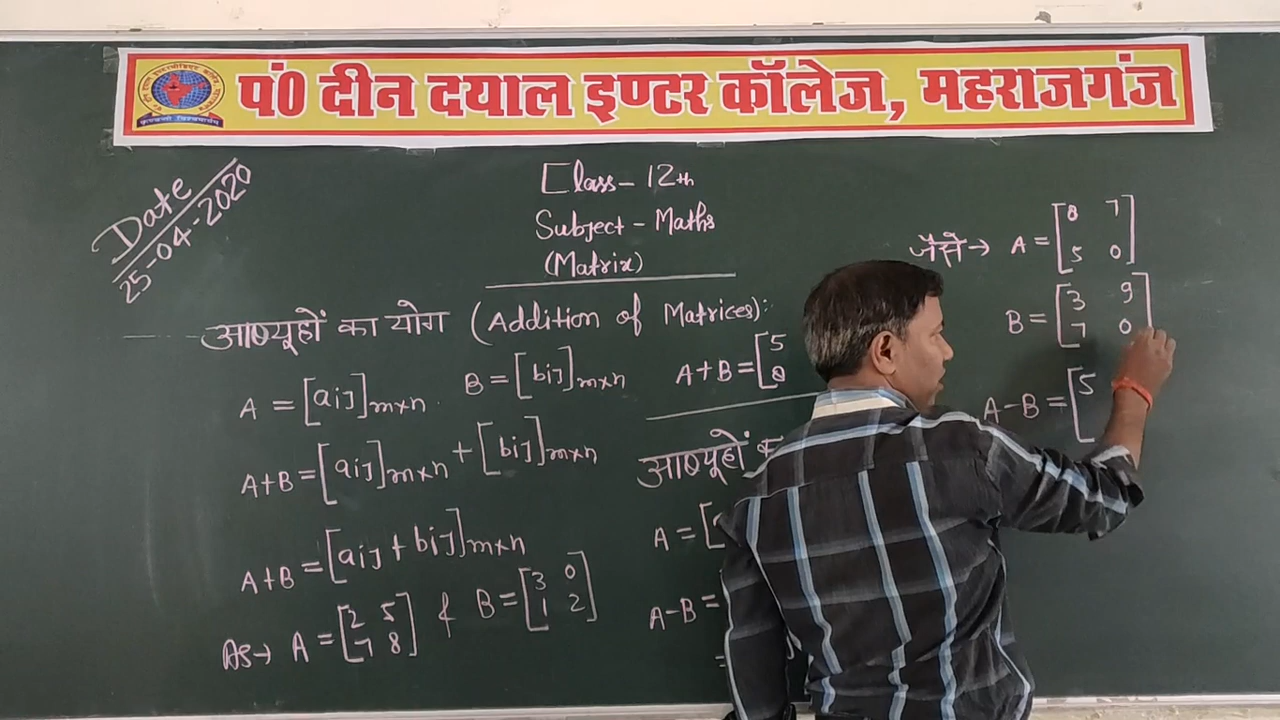 पं0 दीन दयाल इण्टर कॉलेज, महराजगंज
Date
25-04-2020
Class - 12th
Subject - Maths
(Matrix)
आव्यूहों का योग (Addition of Matrices):
A = [aij]m×n B = [bij]m×n
A+B = [aij]m×n + [bij]m×n
A+B = [aij + bij]m×n
As→ A = [2 5
7 8] & B = [3 0
1 2]
A+B = [5
8
आव्यूहों
A = [
A-B =
=
जैसे→ A = [8 7
5 0]
B = [3 9
7 0]
A-B = [5